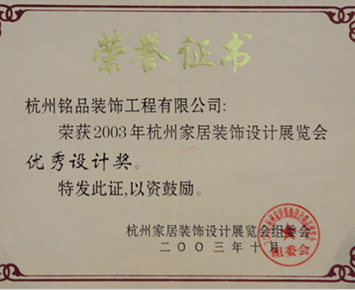 荣誉证书
杭州铭品装饰工程有限公司:
荣获2003年杭州家居装饰设计展览会
优秀设计奖。
特发此证,以资鼓励。
杭州家居装饰设计展览会组委会
二〇〇三年十月
组委会